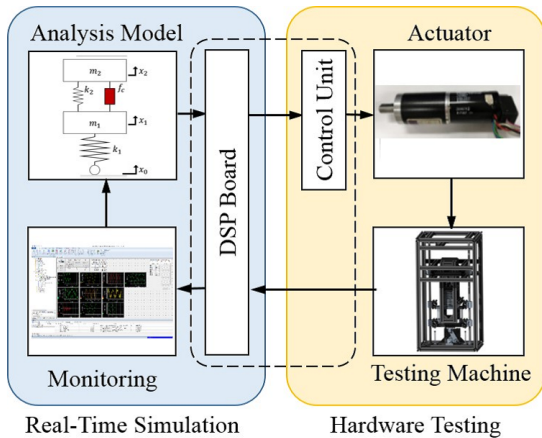 Analysis Model
Actuator
m₂
x₂
k₂
f_c
m₁
x₁
k₁
x₀
DSP Board
Control Unit
Monitoring
Testing Machine
Real-Time Simulation
Hardware Testing